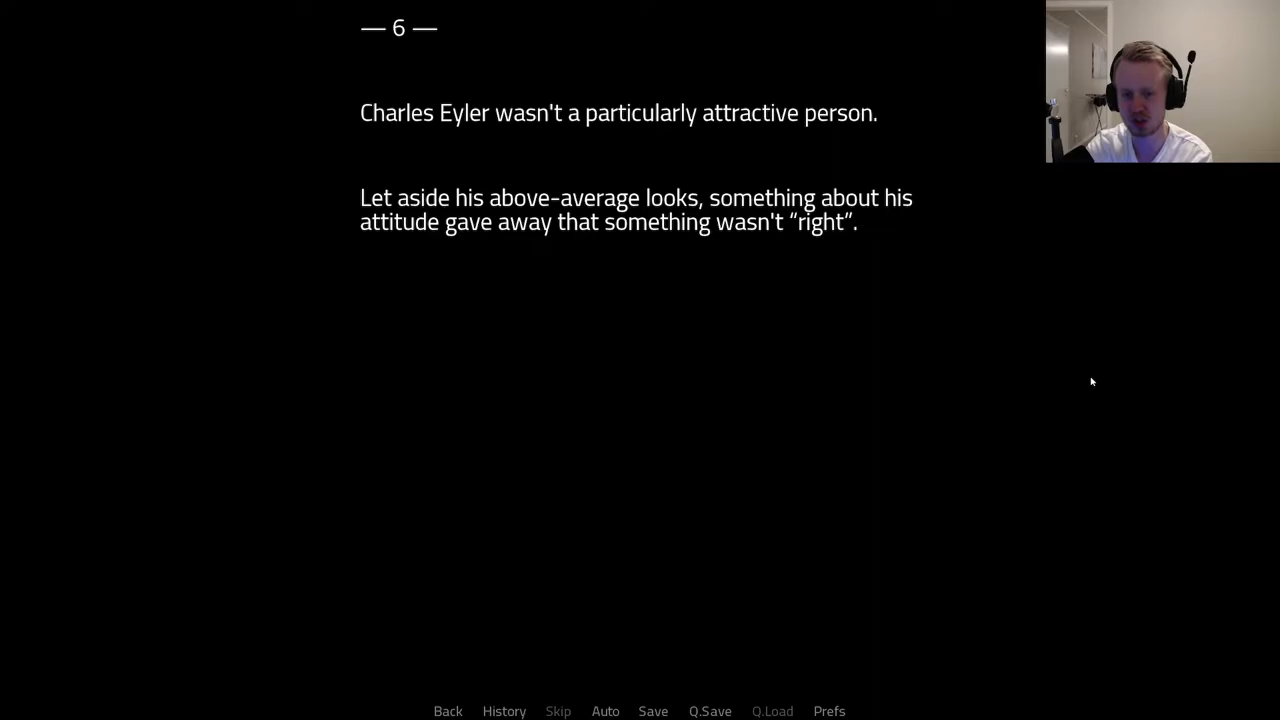 — 6 —
Charles Eyler wasn't a particularly attractive person.
Let aside his above-average looks, something about his
attitude gave away that something wasn't “right”.
Back History Skip Auto Save Q.Save Q.Load Prefs